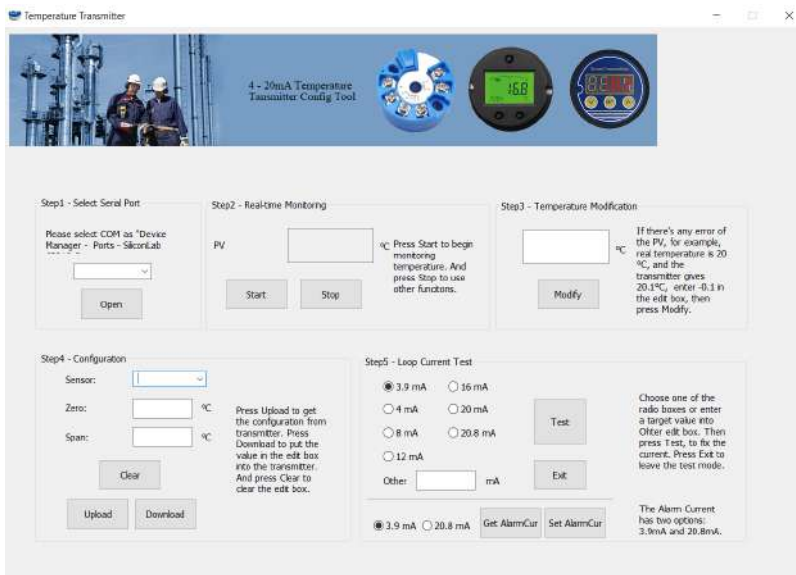 Temperature Transmitter
4 - 20mA Temperature
Tansmitter Config Tool
16.8
Step1 - Select Serial Port
Please select COM as "Device
Manager - Ports - SiliconLab
Open
Step2 - Real-time Monitorng
PV
℃
Press Start to begin
monitoring
temperature. And
press Stop to use
other functions.
Start
Stop
Step3 - Temperature Modification
℃
If there's any error of
the PV, for example,
real temperature is 20
℃, and the
transmitter gives
20.1℃, enter -0.1 in
the edit box, then
press Modify.
Modify
Step4 - Configuration
Sensor:
Zero:
℃
Span:
℃
Press Upload to get
the configuration from
transmitter. Press
Download to put the
value in the edit box
into the transmitter.
And press Clear to
clear the edit box.
Clear
Upload
Download
Step5 - Loop Current Test
3.9 mA
16 mA
4 mA
20 mA
8 mA
20.8 mA
12 mA
Other
mA
Test
Exit
Choose one of the
radio boxes or enter
a target value into
Ohter edit box. Then
press Test, to fix the
current. Press Exit to
leave the test mode.
3.9 mA
20.8 mA
Get AlarmCur
Set AlarmCur
The Alarm Current
has two options:
3.9mA and 20.8mA.